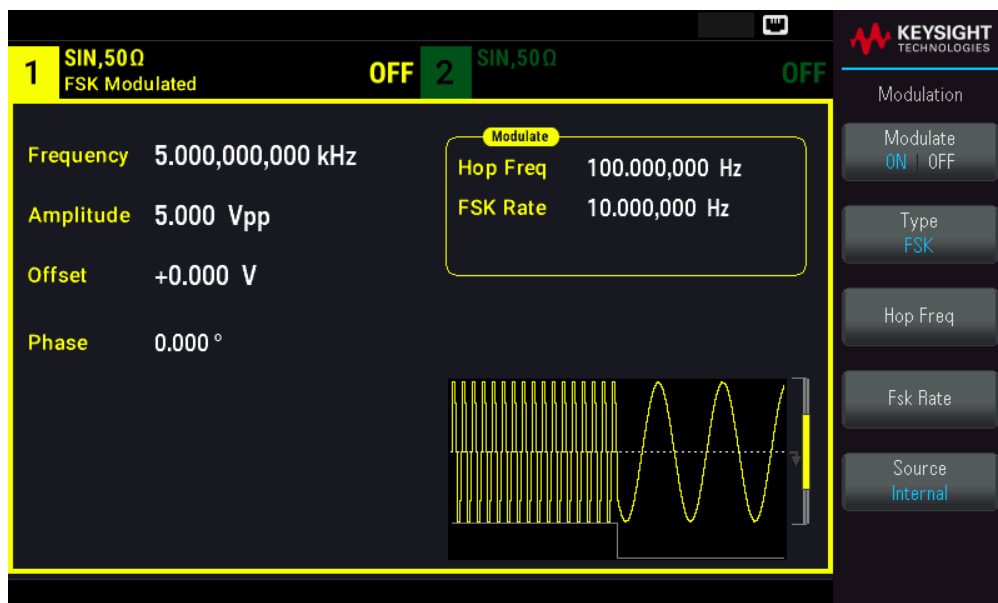 KEYSIGHT
TECHNOLOGIES
1 SIN,50Ω
FSK Modulated
OFF
2 SIN,50Ω
OFF
Modulation
Frequency 5.000,000,000 kHz
Amplitude 5.000 Vpp
Offset +0.000 V
Phase 0.000 °
Modulate
Hop Freq 100.000,000 Hz
FSK Rate 10.000,000 Hz
Modulate
ON | OFF
Type
FSK
Hop Freq
Fsk Rate
Source
Internal